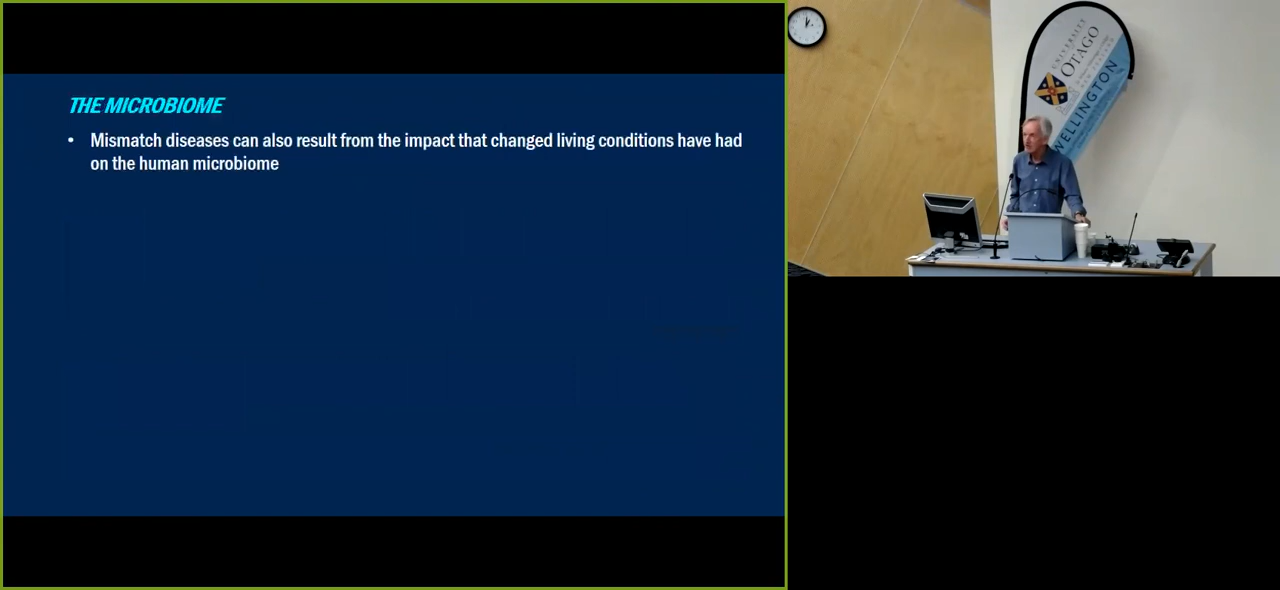 THE MICROBIOME
• Mismatch diseases can also result from the impact that changed living conditions have had
on the human microbiome
UNIVERSITY
OTAGO
WELLINGTON